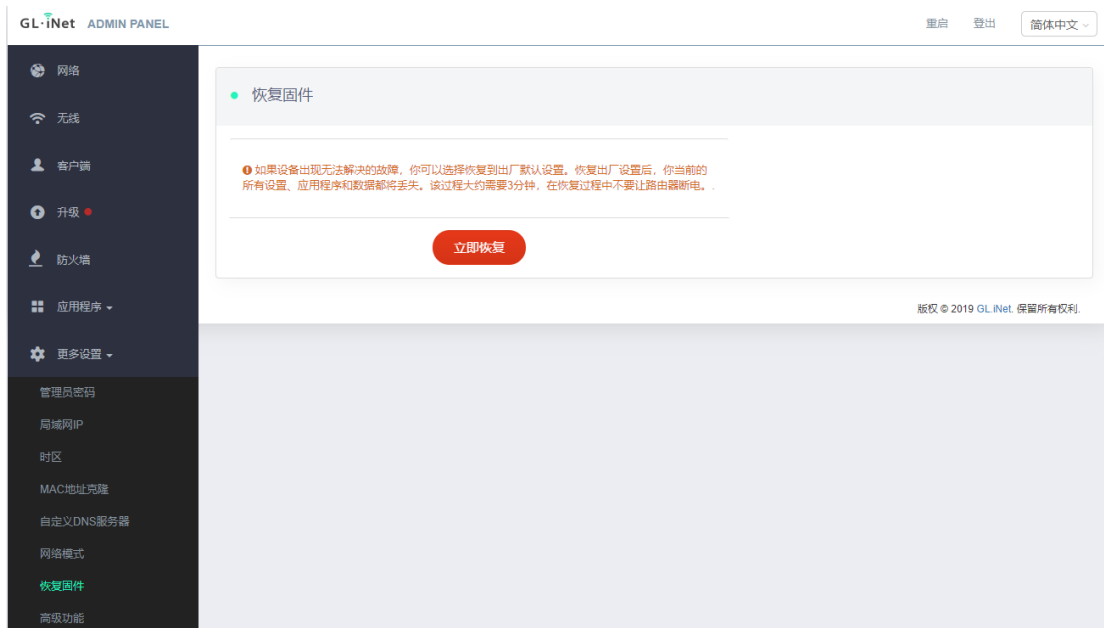 GL·iNet ADMIN PANEL
重启 登出 简体中文
网络
无线
客户端
升级
防火墙
应用程序
更多设置
管理员密码
局域网IP
时区
MAC地址克隆
自定义DNS服务器
网络模式
恢复固件
高级功能
恢复固件
如果设备出现无法解决的故障，你可以选择恢复到出厂默认设置。恢复出厂设置后，你当前的
所有设置、应用程序和数据都将丢失。该过程大约需要3分钟，在恢复过程中不要让路由器断电。.
立即恢复
版权 © 2019 GL.iNet. 保留所有权利.